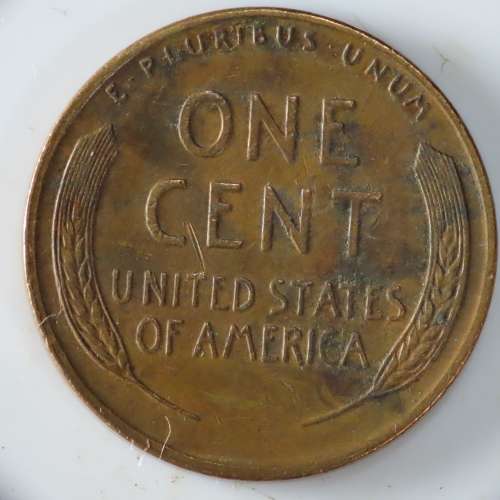 E · PLURIBUS · UNUM
ONE
CENT
UNITED STATES
OF AMERICA